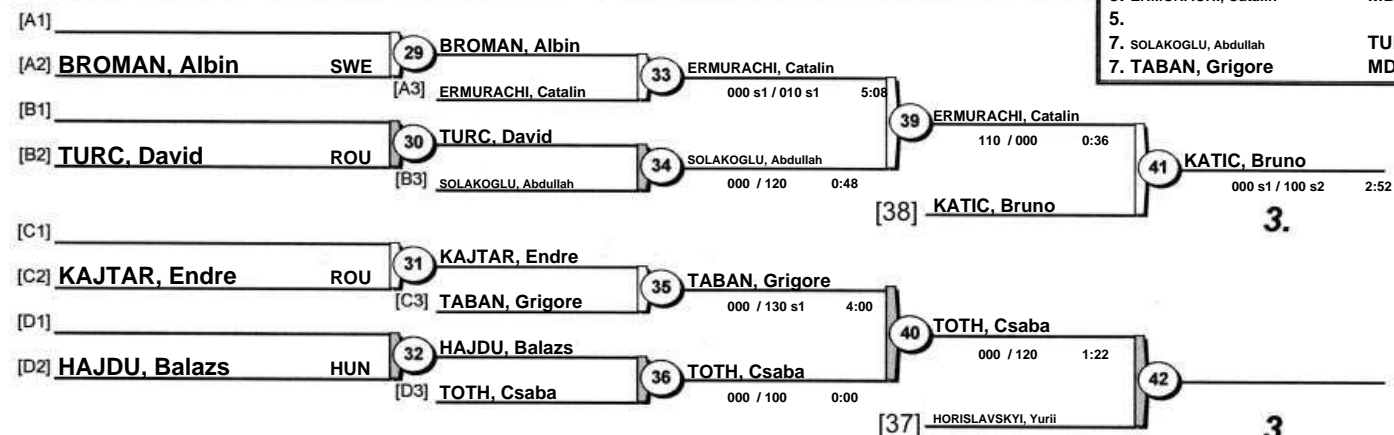 5.
7. SOLAKOGLU, Abdullah
7. TABAN, Grigore
[A1]
[A2] BROMAN, Albin SWE
29
BROMAN, Albin
[A3] ERMURACHI, Catalin
33
ERMURACHI, Catalin
000 s1 / 010 s1 5:08
[B1]
[B2] TURC, David ROU
30
TURC, David
[B3] SOLAKOGLU, Abdullah
34
SOLAKOGLU, Abdullah
000 / 120 0:48
39
ERMURACHI, Catalin
110 / 000 0:36
[38] KATIC, Bruno
41
KATIC, Bruno
000 s1 / 100 s2 2:52
3.
[C1]
[C2] KAJTAR, Endre ROU
31
KAJTAR, Endre
[C3] TABAN, Grigore
35
TABAN, Grigore
000 / 130 s1 4:00
[D1]
[D2] HAJDU, Balazs HUN
32
HAJDU, Balazs
[D3] TOTH, Csaba
36
TOTH, Csaba
000 / 100 0:00
40
TOTH, Csaba
000 / 120 1:22
[37] HORISLAVSKYI, Yurii
42
3